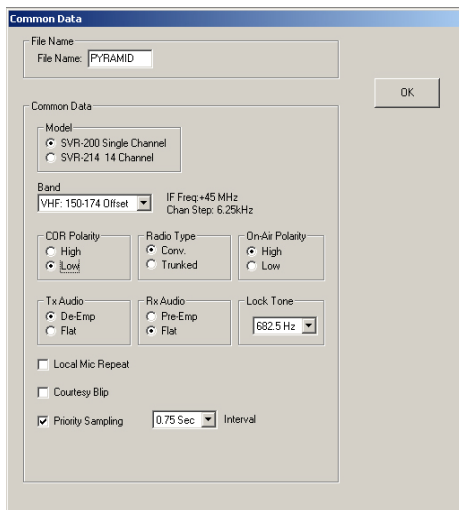 Common Data
File Name
File Name: PYRAMID
OK
Common Data
Model
SVR-200 Single Channel
SVR-214 14 Channel
Band
VHF: 150-174 Offset
IF Freq:+45 MHz
Chan Step: 6.25kHz
COR Polarity
High
Low
Radio Type
Conv.
Trunked
On-Air Polarity
High
Low
Tx Audio
De-Emp
Flat
Rx Audio
Pre-Emp
Flat
Lock Tone
682.5 Hz
Local Mic Repeat
Courtesy Blip
Priority Sampling
0.75 Sec
Interval